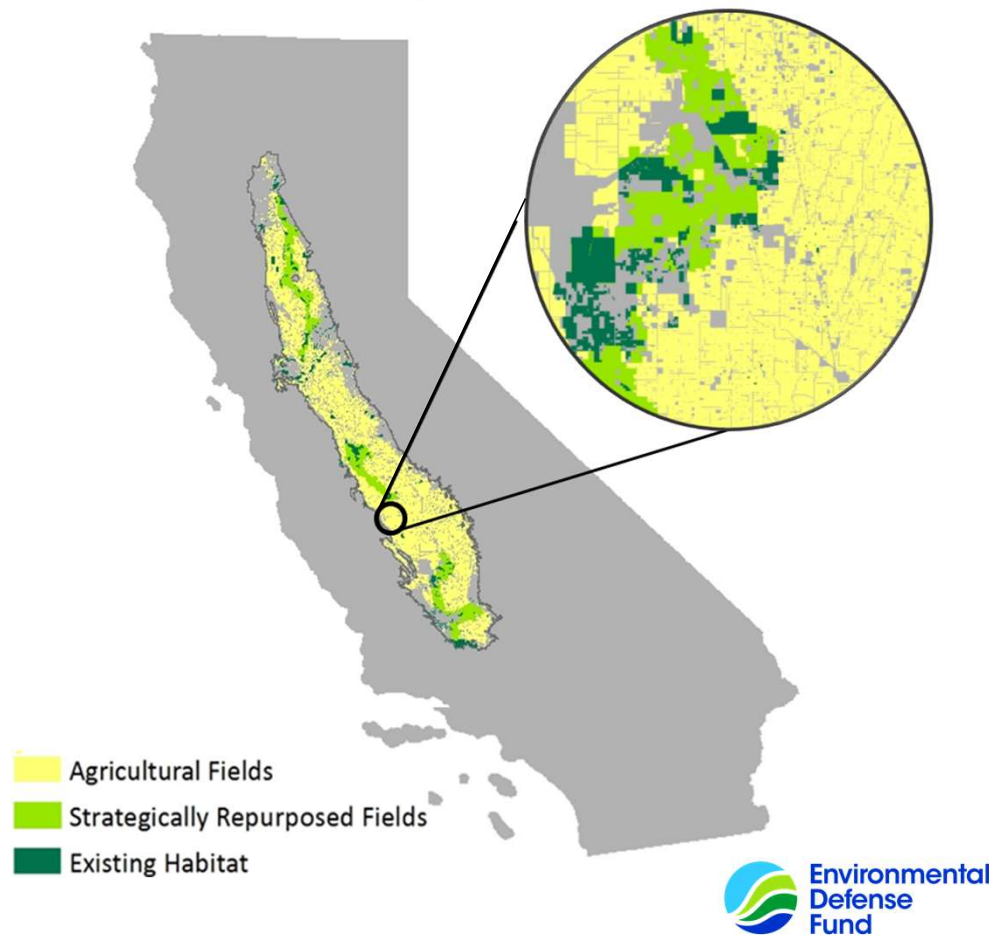 Agricultural Fields
Strategically Repurposed Fields
Existing Habitat
Environmental
Defense
Fund